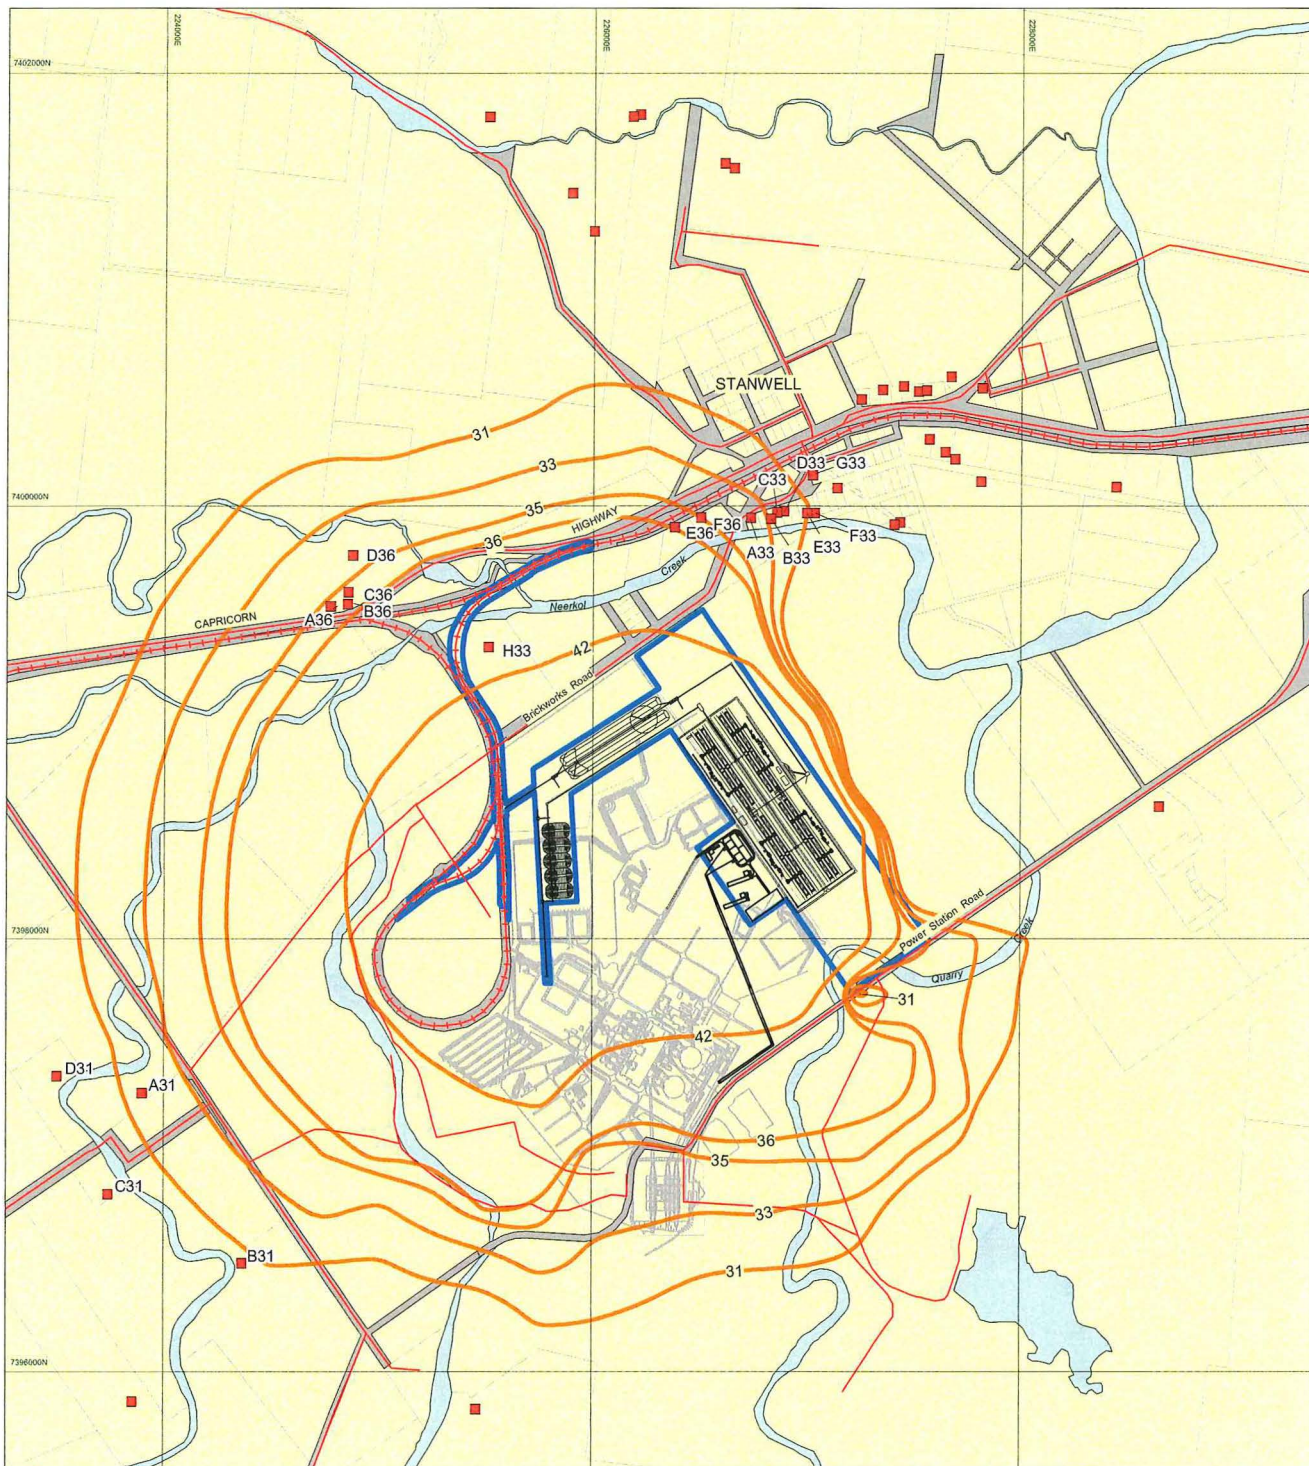 224000E
226000E
228000E
7402000N
STANWELL
31
33
D33 G33
C33
7400000N
35
HIGHWAY
36
E36 F36
A33
B33
E33
F33
D36
C36
B36
A36
CAPRICORN
Creek
Neerkol
H33
42
Brickworks Road
7398000N
Power Station Road
Creek
Quarry
31
42
D31
A31
36
35
C31
33
B31
31
7396000N